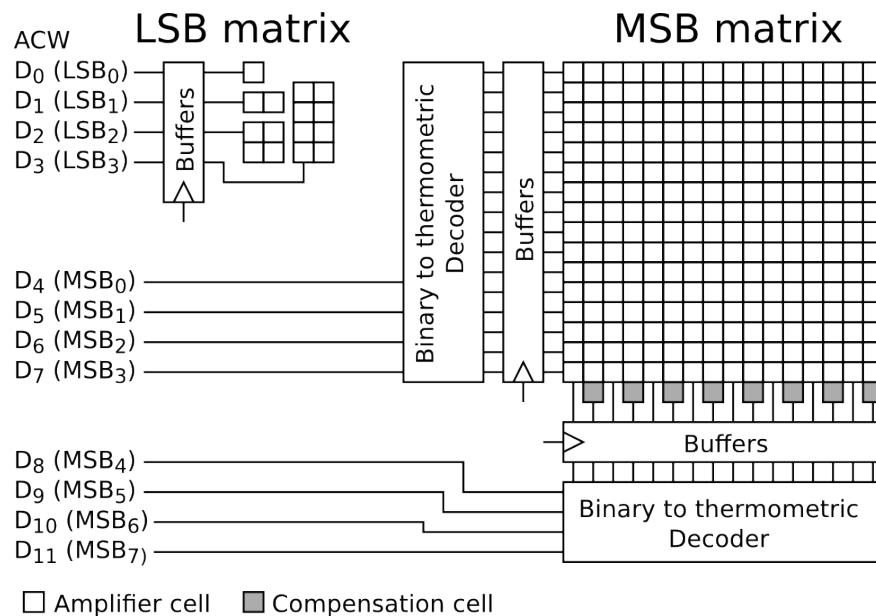 LSB matrix
MSB matrix
ACW
D0 (LSB0)
D1 (LSB1)
D2 (LSB2)
D3 (LSB3)
Buffers
Binary to thermometric
Decoder
Buffers
D4 (MSB0)
D5 (MSB1)
D6 (MSB2)
D7 (MSB3)
Buffers
D8 (MSB4)
D9 (MSB5)
D10 (MSB6)
D11 (MSB7)
Binary to thermometric
Decoder
Amplifier cell
Compensation cell